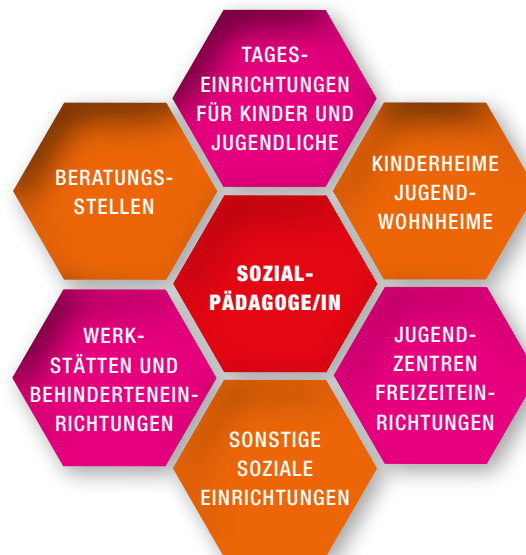 TAGES-
EINRICHTUNGEN
FÜR KINDER UND
JUGENDLICHE
BERATUNGS-
STELLEN
KINDERHEIME
JUGEND-
WOHNHEIME
SOZIAL-
PÄDAGOGE/IN
WERK-
STÄTTEN UND
BEHINDERTENEIN-
RICHTUNGEN
JUGEND-
ZENTREN
FREIZEITEIN-
RICHTUNGEN
SONSTIGE
SOZIALE
EINRICHTUNGEN